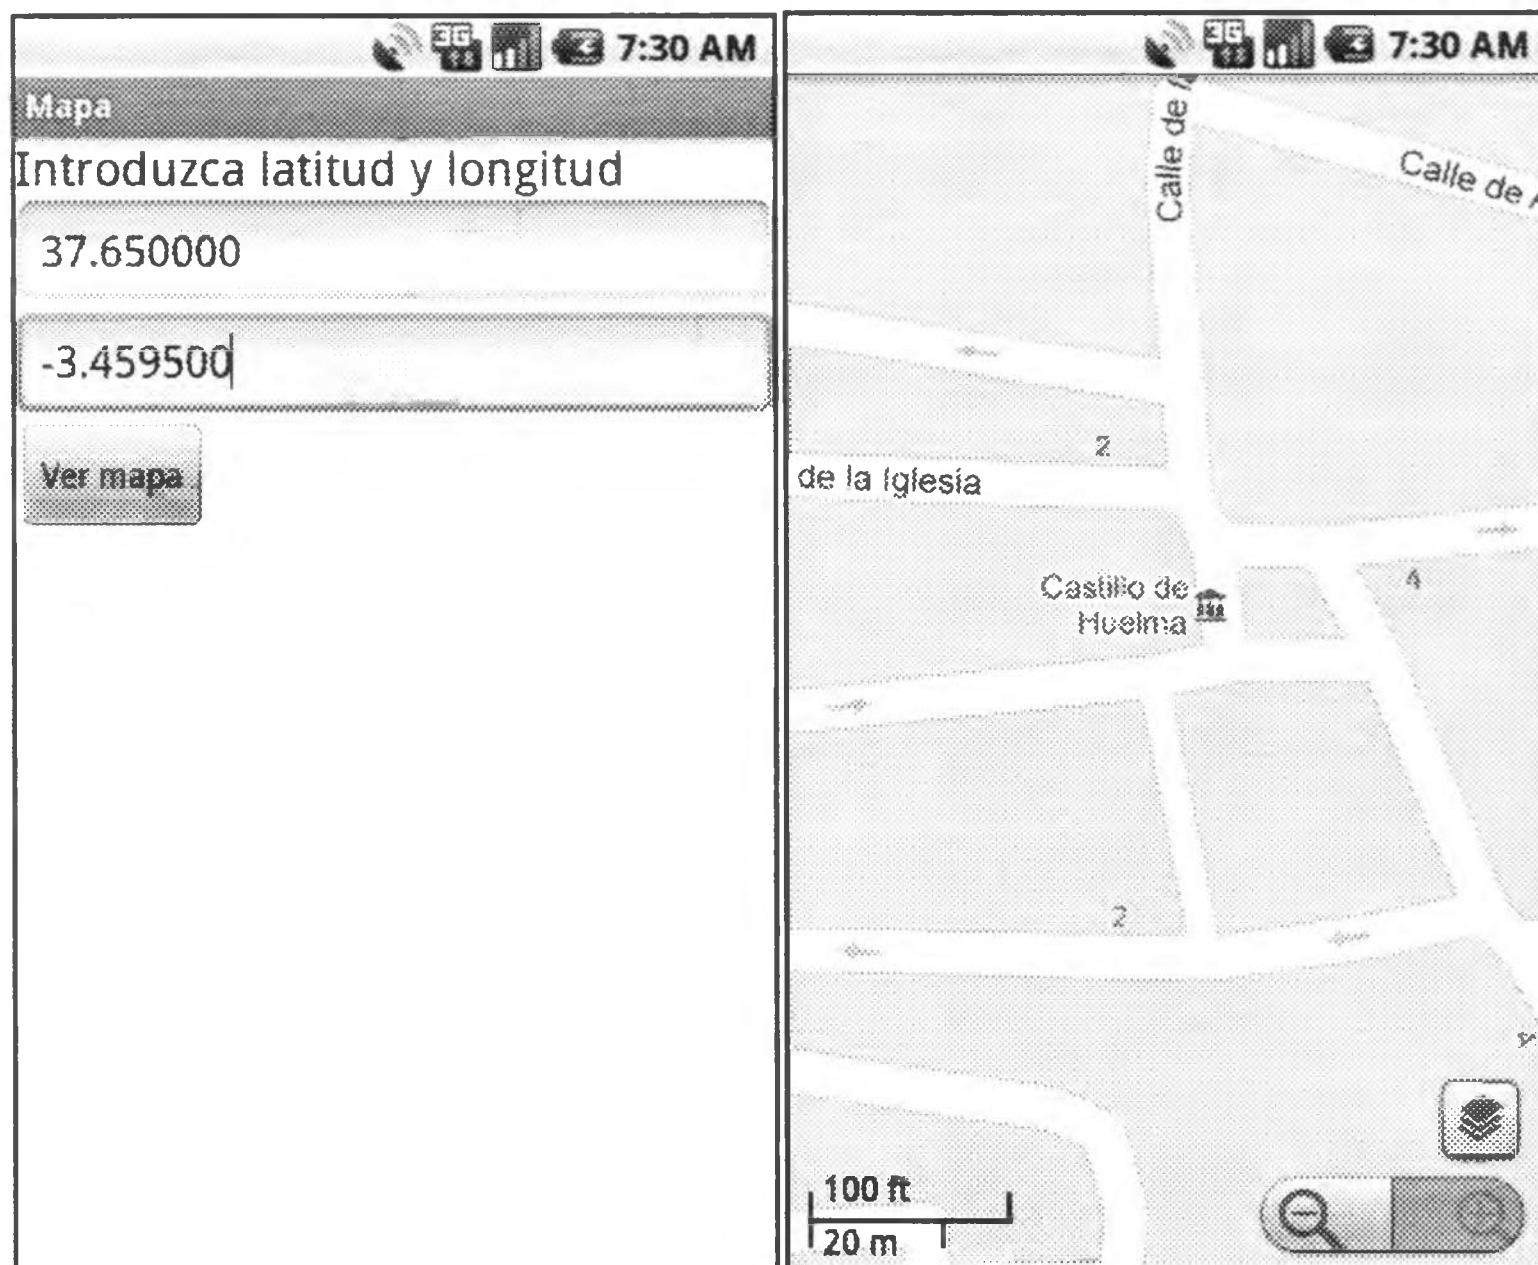 7:30 AM
Mapa
Introduzca latitud y longitud
37.650000
-3.459500
Ver mapa
3G
7:30 AM
Calle de
Calle de A
2
de la Iglesia
4
Castillo de
Huelma
2
100 ft
20 m